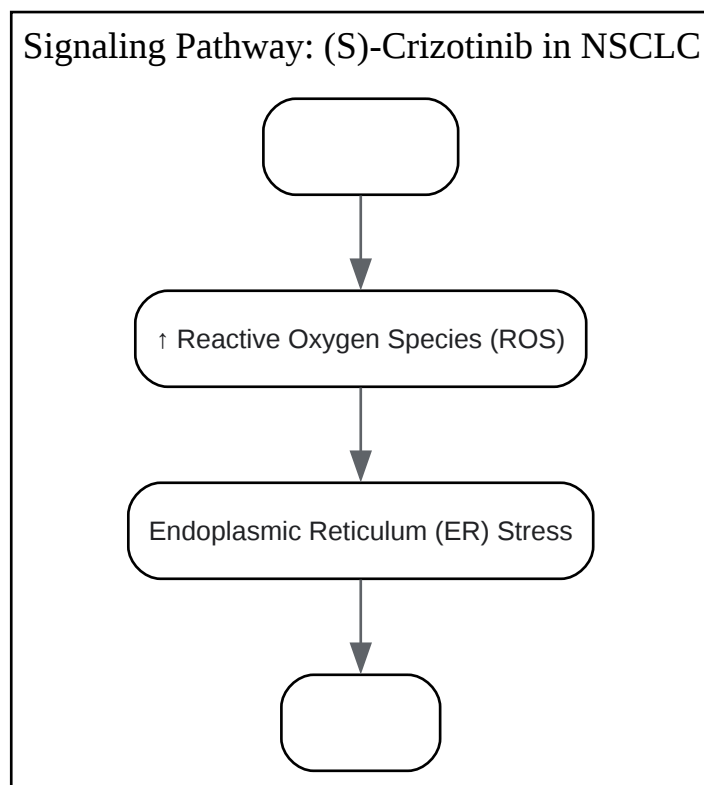 Signaling Pathway: (S)-Crizotinib in NSCLC
↑ Reactive Oxygen Species (ROS)
Endoplasmic Reticulum (ER) Stress